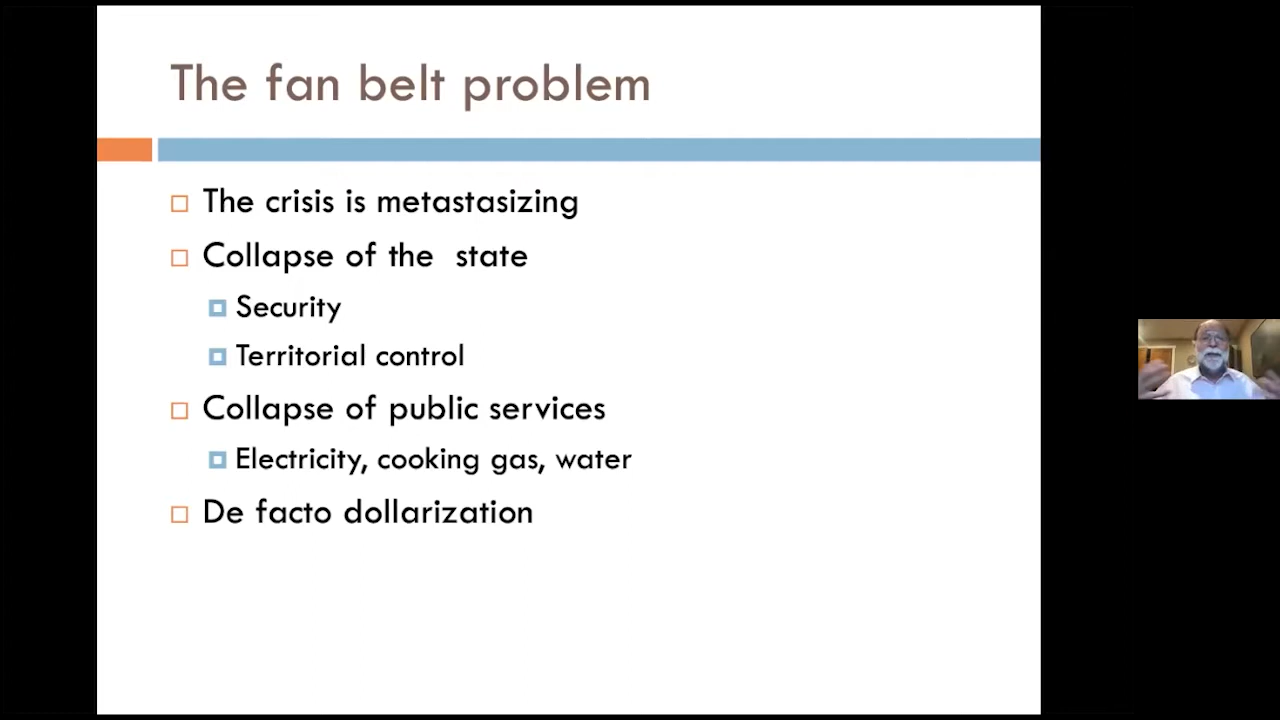 The fan belt problem
The crisis is metastasizing
Collapse of the  state
Security
Territorial control
Collapse of public services
Electricity, cooking gas, water
De facto dollarization